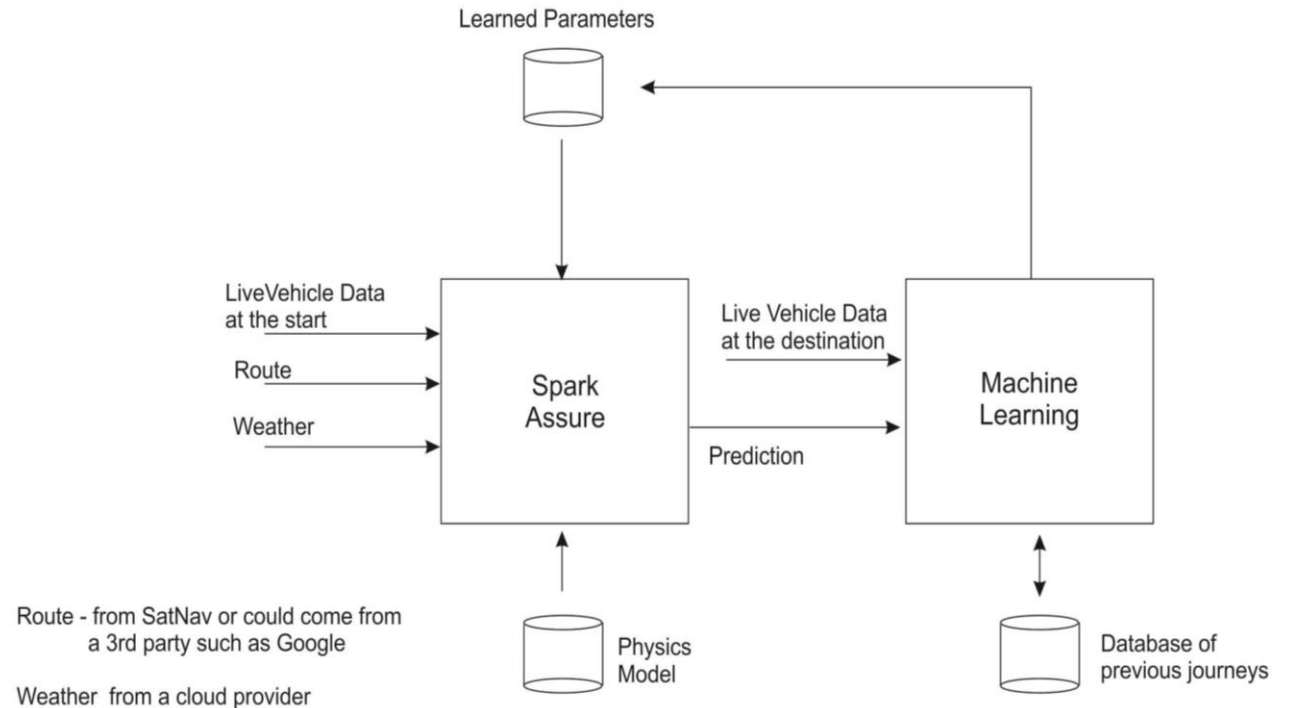 Learned Parameters
LiveVehicle Data
at the start
Route
Weather
Spark
Assure
Live Vehicle Data
at the destination
Prediction
Machine
Learning
Route - from SatNav or could come from
a 3rd party such as Google
Weather from a cloud provider
Physics
Model
Database of
previous journeys